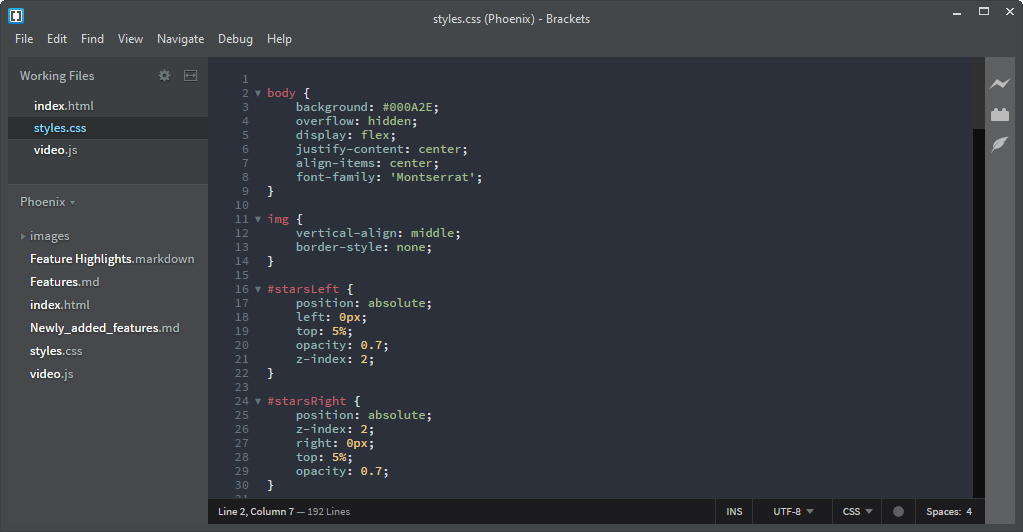 styles.css (Phoenix) - Brackets
File Edit Find View Navigate Debug Help
Working Files
index.html
styles.css
video.js
Phoenix
images
Feature Highlights.markdown
Features.md
index.html
Newly_added_features.md
styles.css
video.js
1
2 body {
3 background: #000A2E;
4 overflow: hidden;
5 display: flex;
6 justify-content: center;
7 align-items: center;
8 font-family: 'Montserrat';
9 }
10
11 img {
12 vertical-align: middle;
13 border-style: none;
14 }
15
16 #starsLeft {
17 position: absolute;
18 left: 0px;
19 top: 5%;
20 opacity: 0.7;
21 z-index: 2;
22 }
23
24 #starsRight {
25 position: absolute;
26 z-index: 2;
27 right: 0px;
28 top: 5%;
29 opacity: 0.7;
30 }
Line 2, Column 7 — 192 Lines INS UTF-8 CSS Spaces: 4